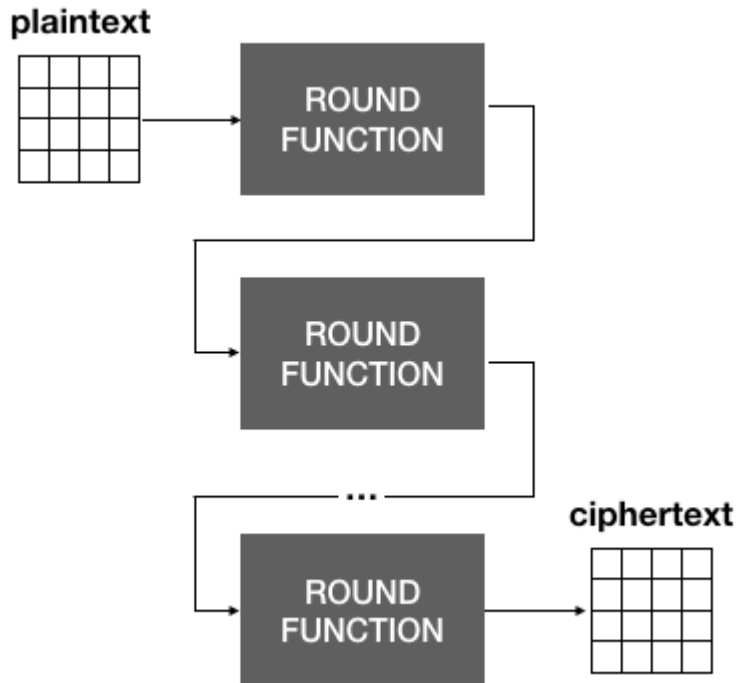 plaintext
ROUND
FUNCTION
ROUND
FUNCTION
...
ciphertext
ROUND
FUNCTION